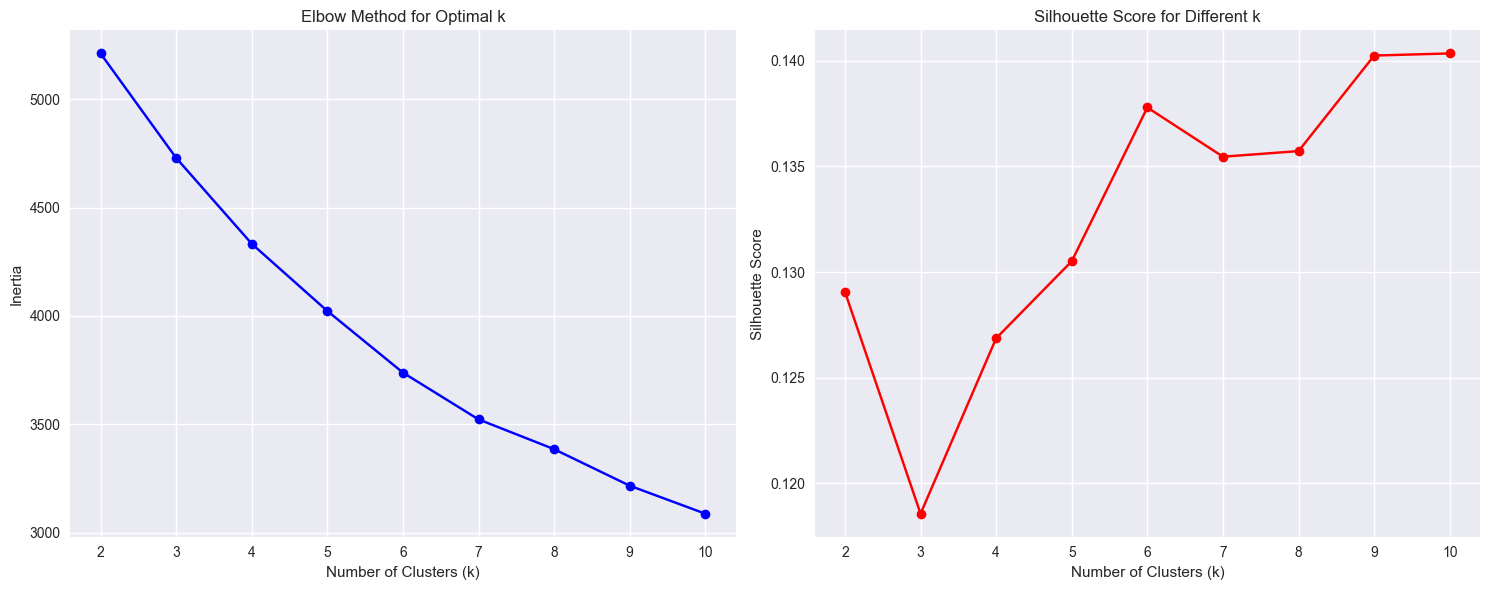 Elbow Method for Optimal k
5000
4500
4000
3500
3000
Inertia
2 3 4 5 6 7 8 9 10
Number of Clusters (k)
Silhouette Score for Different k
0.140
0.135
0.130
0.125
0.120
Silhouette Score
2 3 4 5 6 7 8 9 10
Number of Clusters (k)